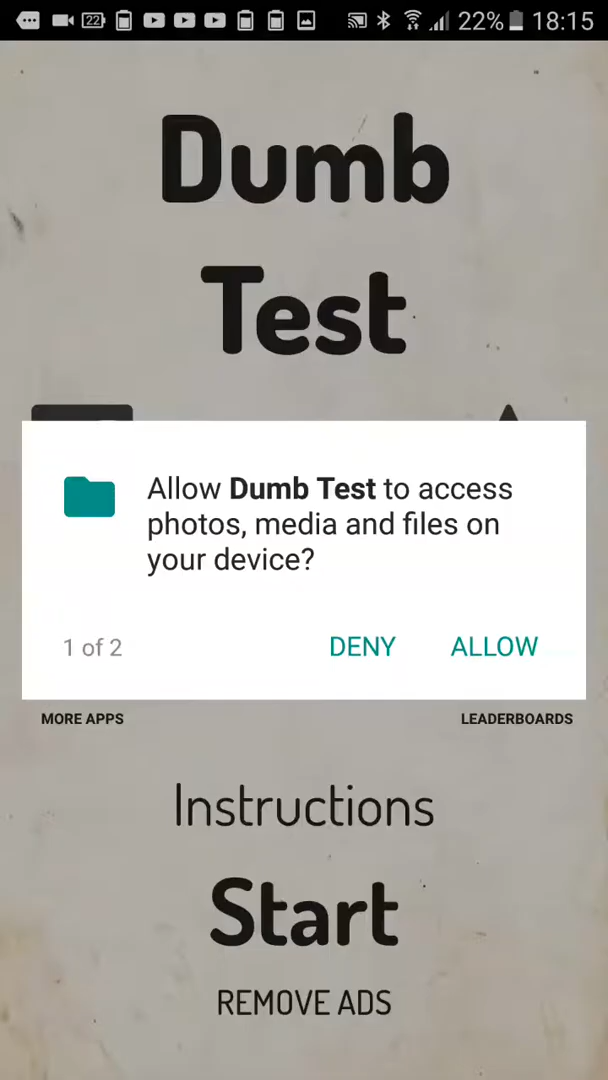 22 22% 18:15
Dumb
Test
Allow Dumb Test to access
photos, media and files on
your device?
1 of 2 DENY ALLOW
MORE APPS LEADERBOARDS
Instructions
Start
REMOVE ADS